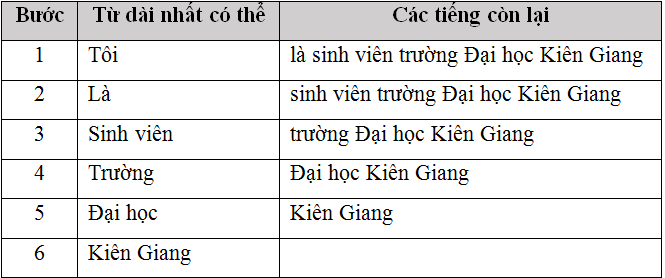 Bước Từ dài nhất có thể Các tiếng còn lại
1 Tôi là sinh viên trường Đại học Kiên Giang
2 Là sinh viên trường Đại học Kiên Giang
3 Sinh viên trường Đại học Kiên Giang
4 Trường Đại học Kiên Giang
5 Đại học Kiên Giang
6 Kiên Giang